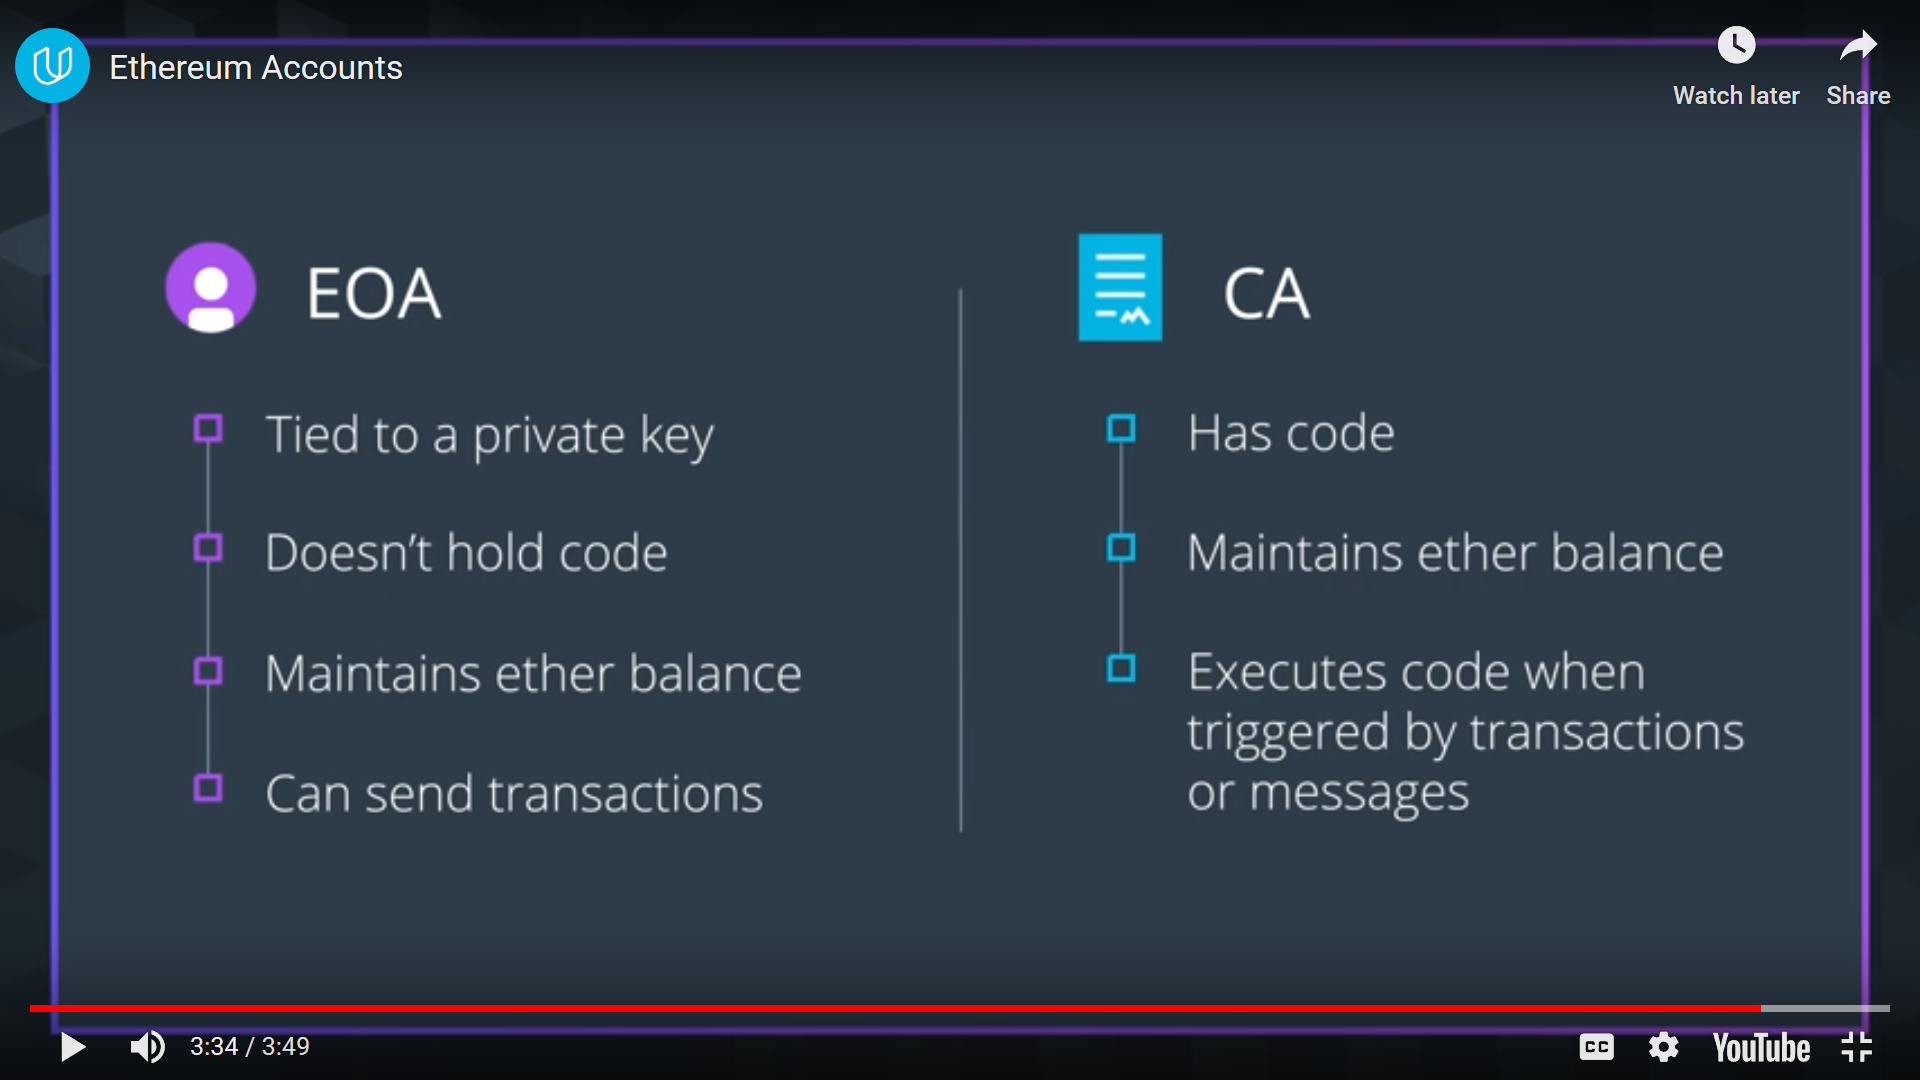 Ethereum Accounts
Watch later
Share
EOA
Tied to a private key
Doesn't hold code
Maintains ether balance
Can send transactions
CA
Has code
Maintains ether balance
Executes code when
triggered by transactions
or messages
3:34 / 3:49
CC
YouTube